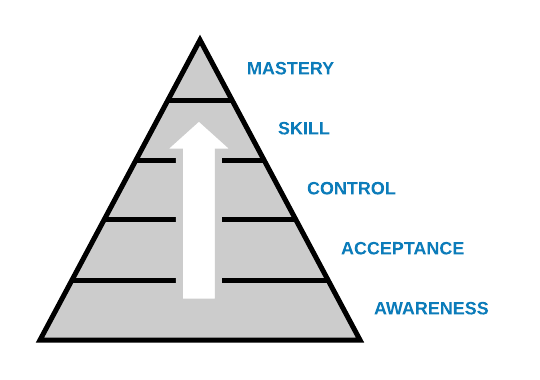 MASTERY
SKILL
CONTROL
ACCEPTANCE
AWARENESS